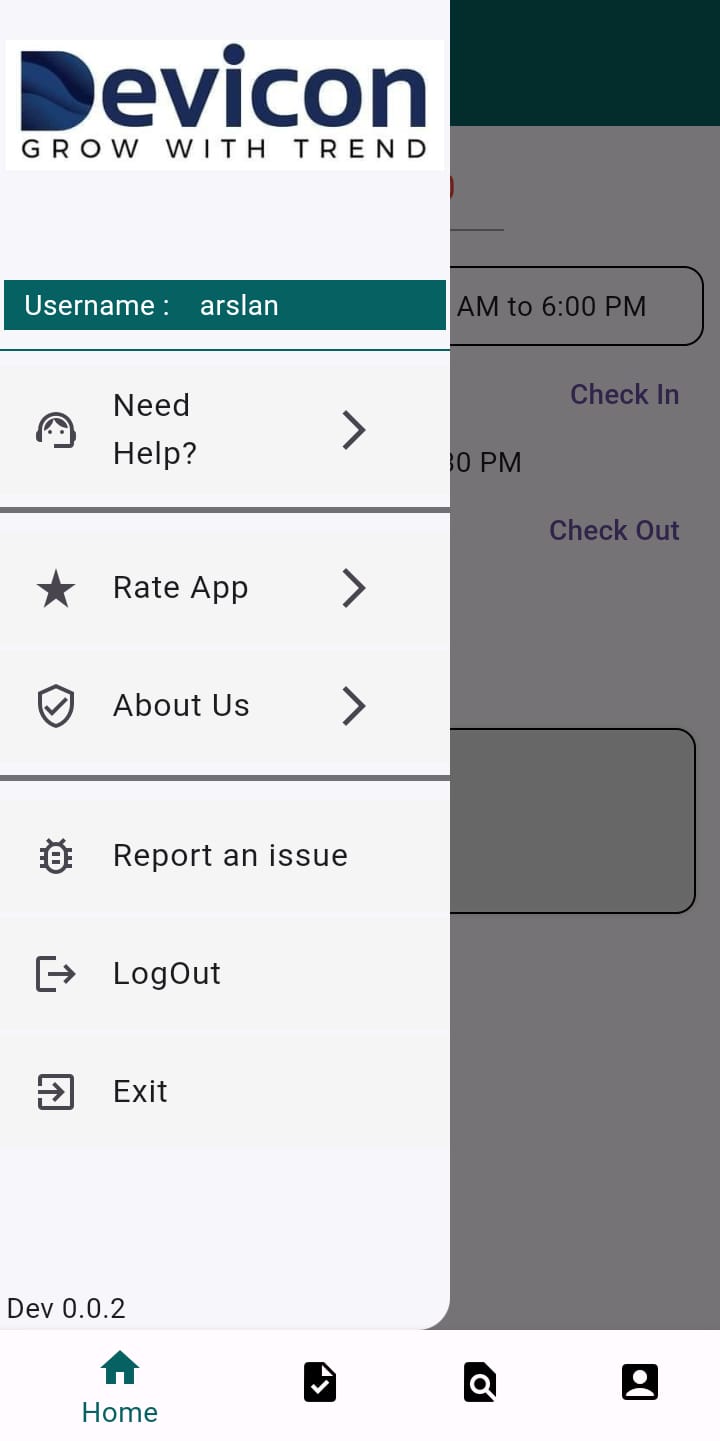 Devicon
GROW WITH TREND
Username : arslan
AM to 6:00 PM
Need
Help?
Check In
30 PM
Check Out
Rate App
About Us
Report an issue
LogOut
Exit
Dev 0.0.2
Home